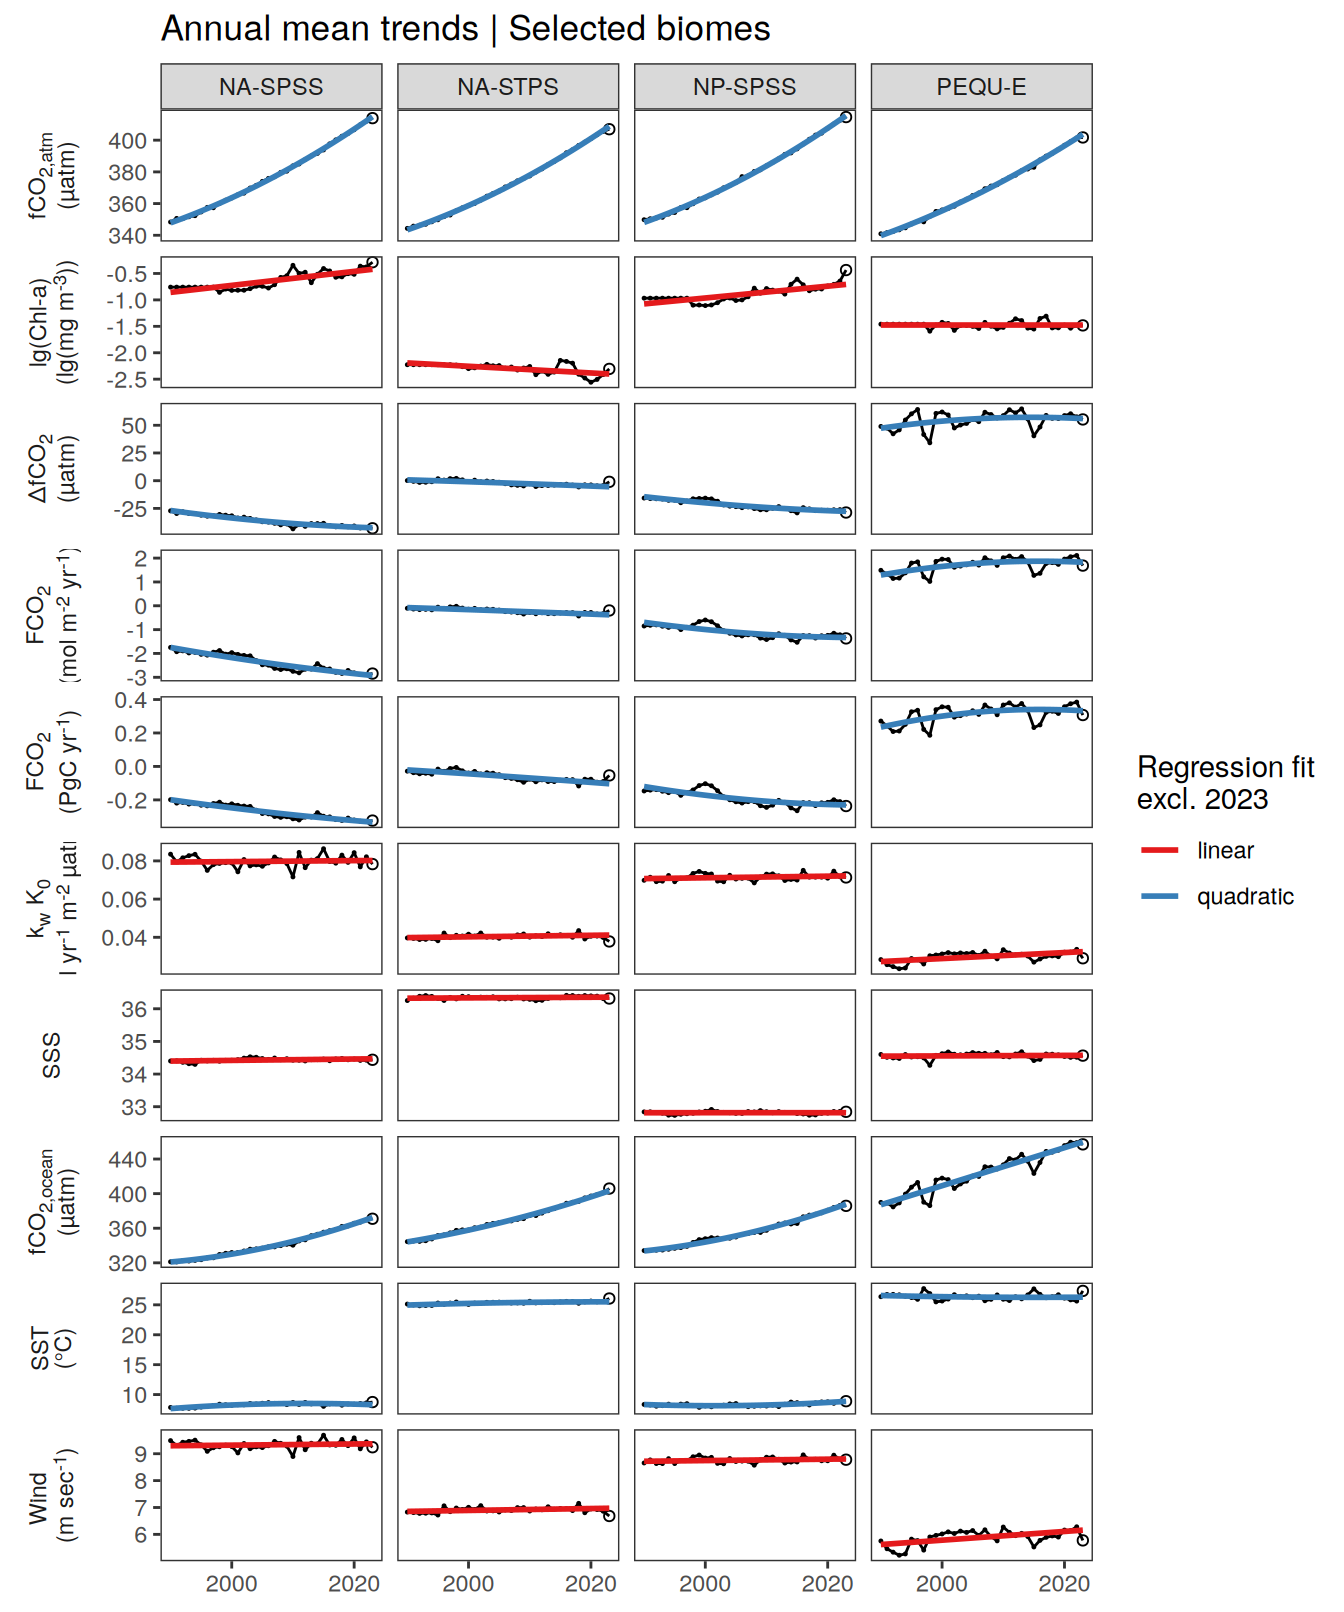 Annual mean trends | Selected biomes
NA-SPSS NA-STPS NP-SPSS PEQU-E
fCO2,atm
(µatm)
400
380
360
340
lg(Chl-a)
(lg(mg m-3))
-0.5
-1.0
-1.5
-2.0
-2.5
ΔfCO2
(µatm)
50
25
0
-25
FCO2
(mol m-2 yr-1)
2
1
0
-1
-2
-3
FCO2
(PgC yr-1)
0.4
0.2
0.0
-0.2
kw K0
l yr-1 m-2 µat
0.08
0.06
0.04
SSS
36
35
34
33
fCO2,ocean
(µatm)
440
400
360
320
SST
(°C)
25
20
15
10
Wind
(m sec-1)
9
8
7
6
2000 2020 2000 2020 2000 2020 2000 2020
Regression fit
excl. 2023
linear
quadratic